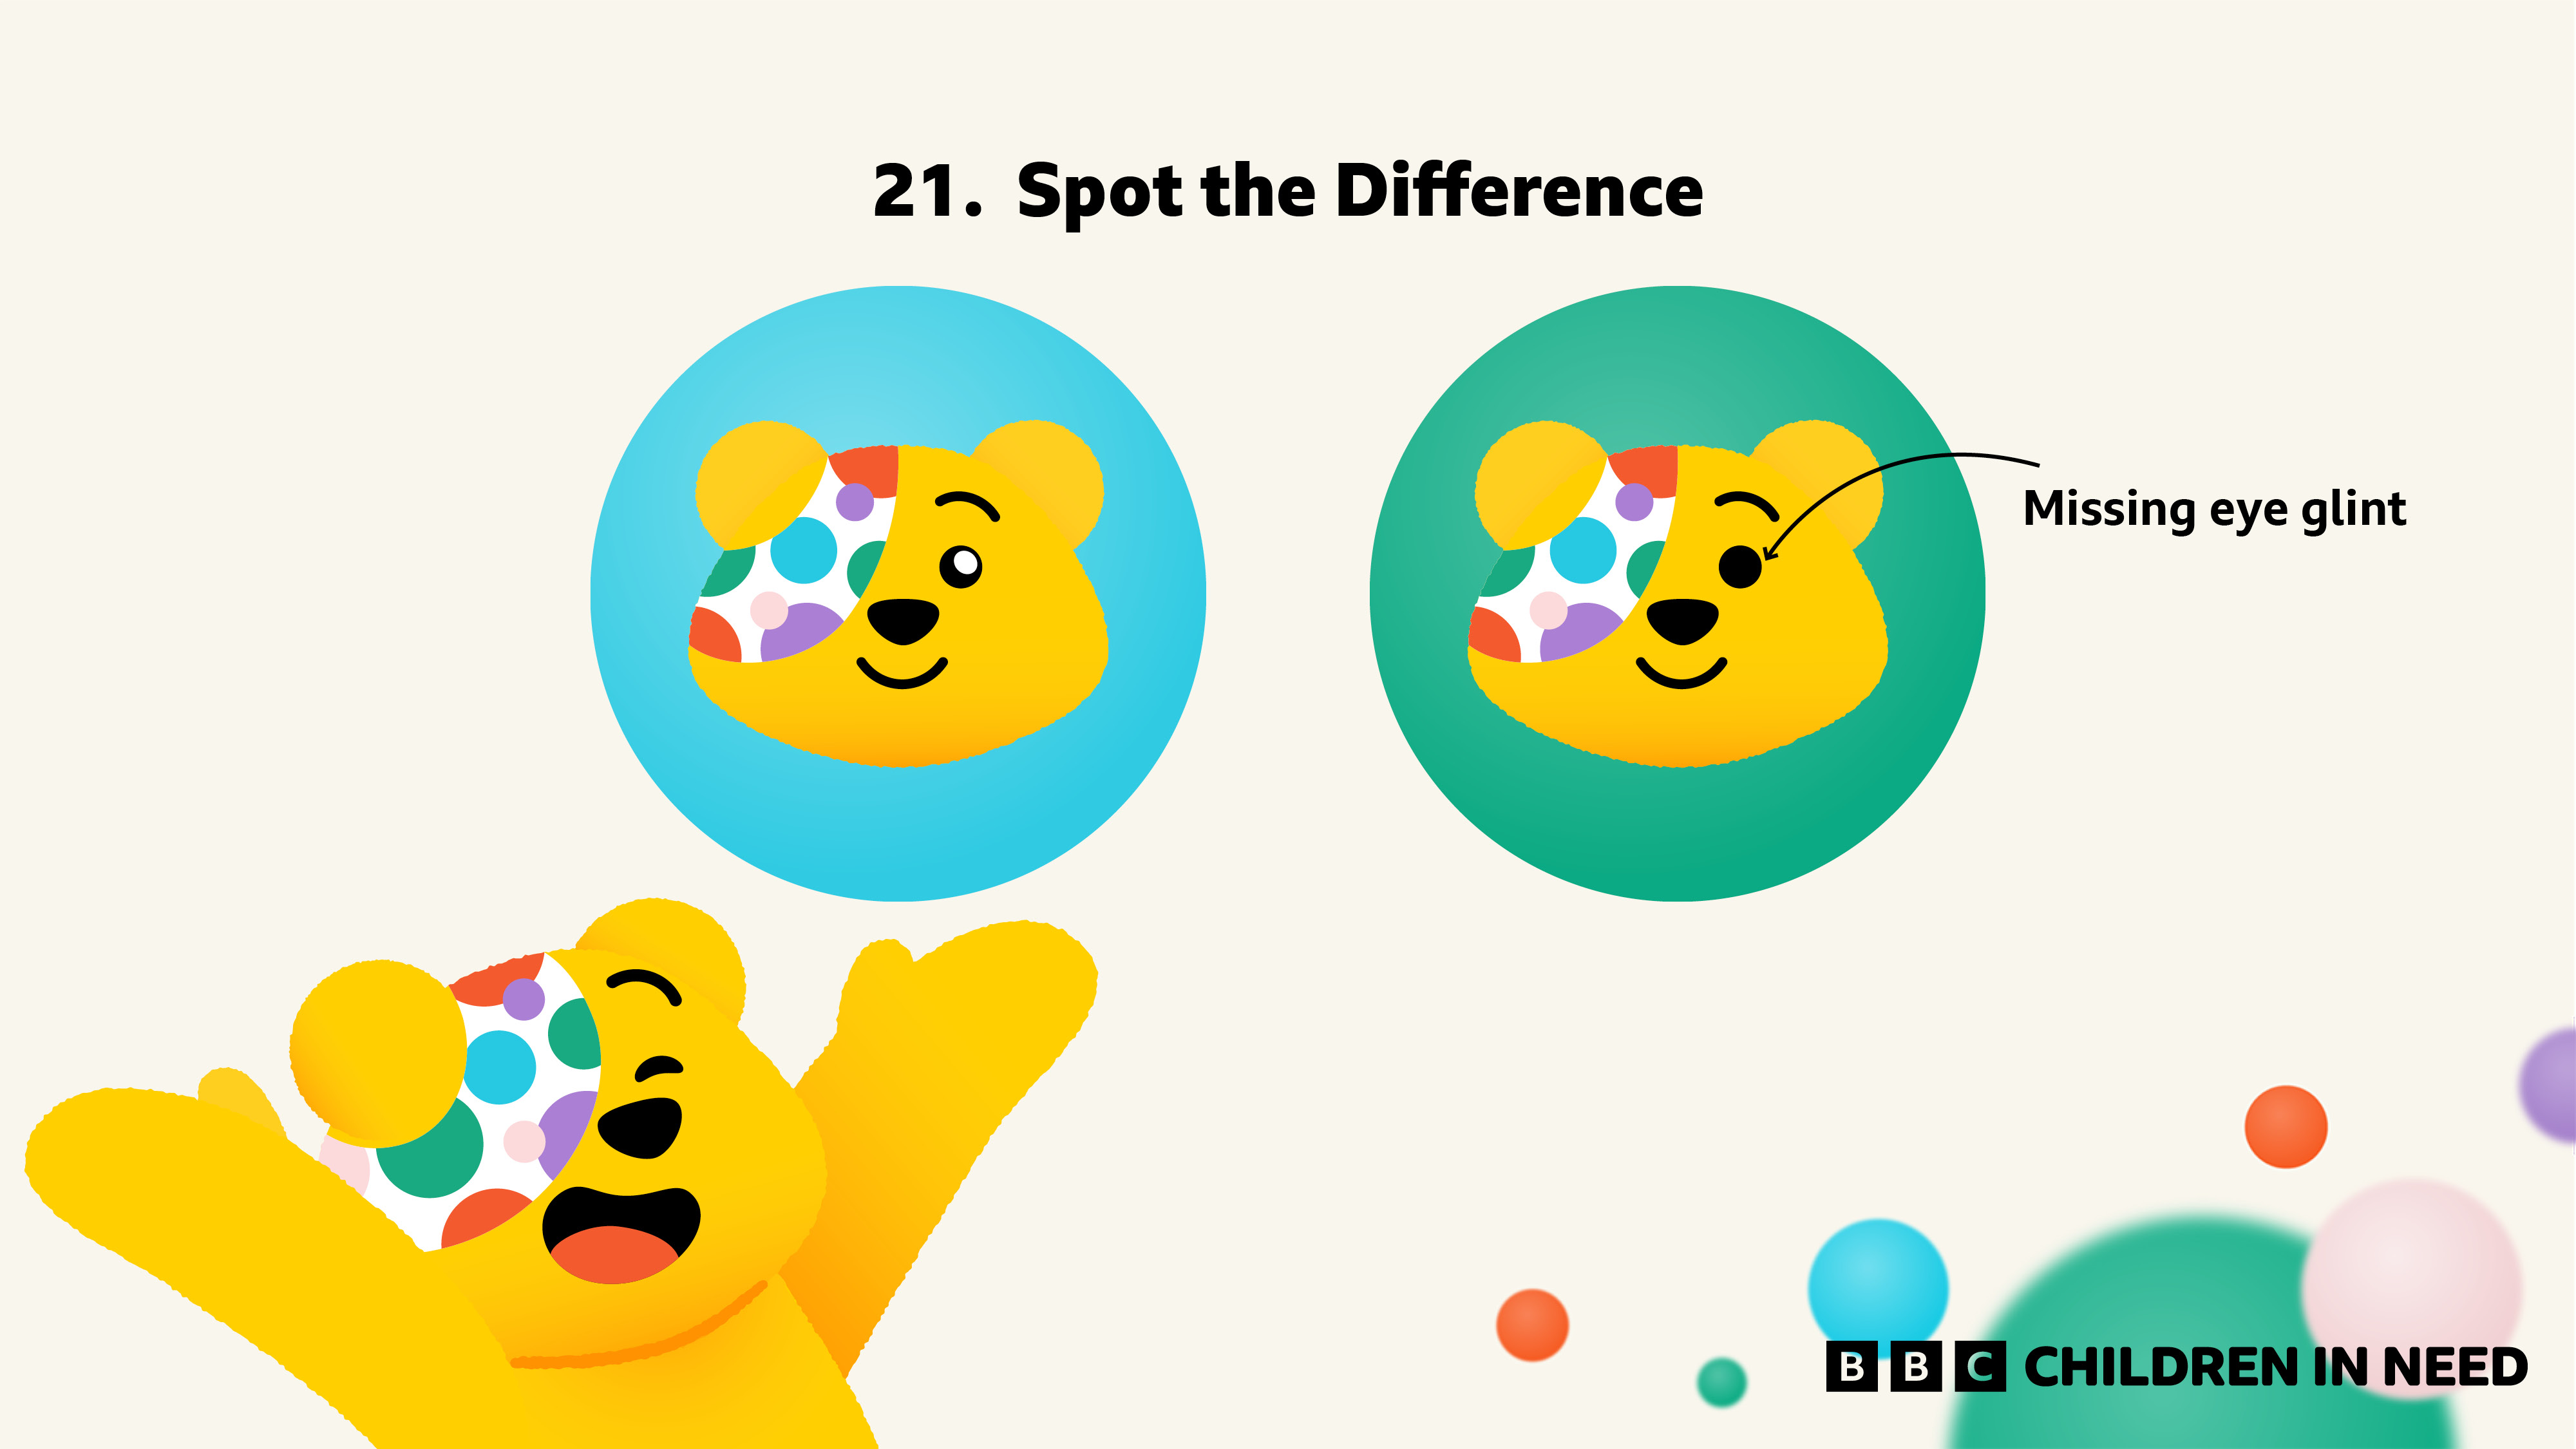 21. Spot the Difference
Missing eye glint
BBC CHILDREN IN NEED